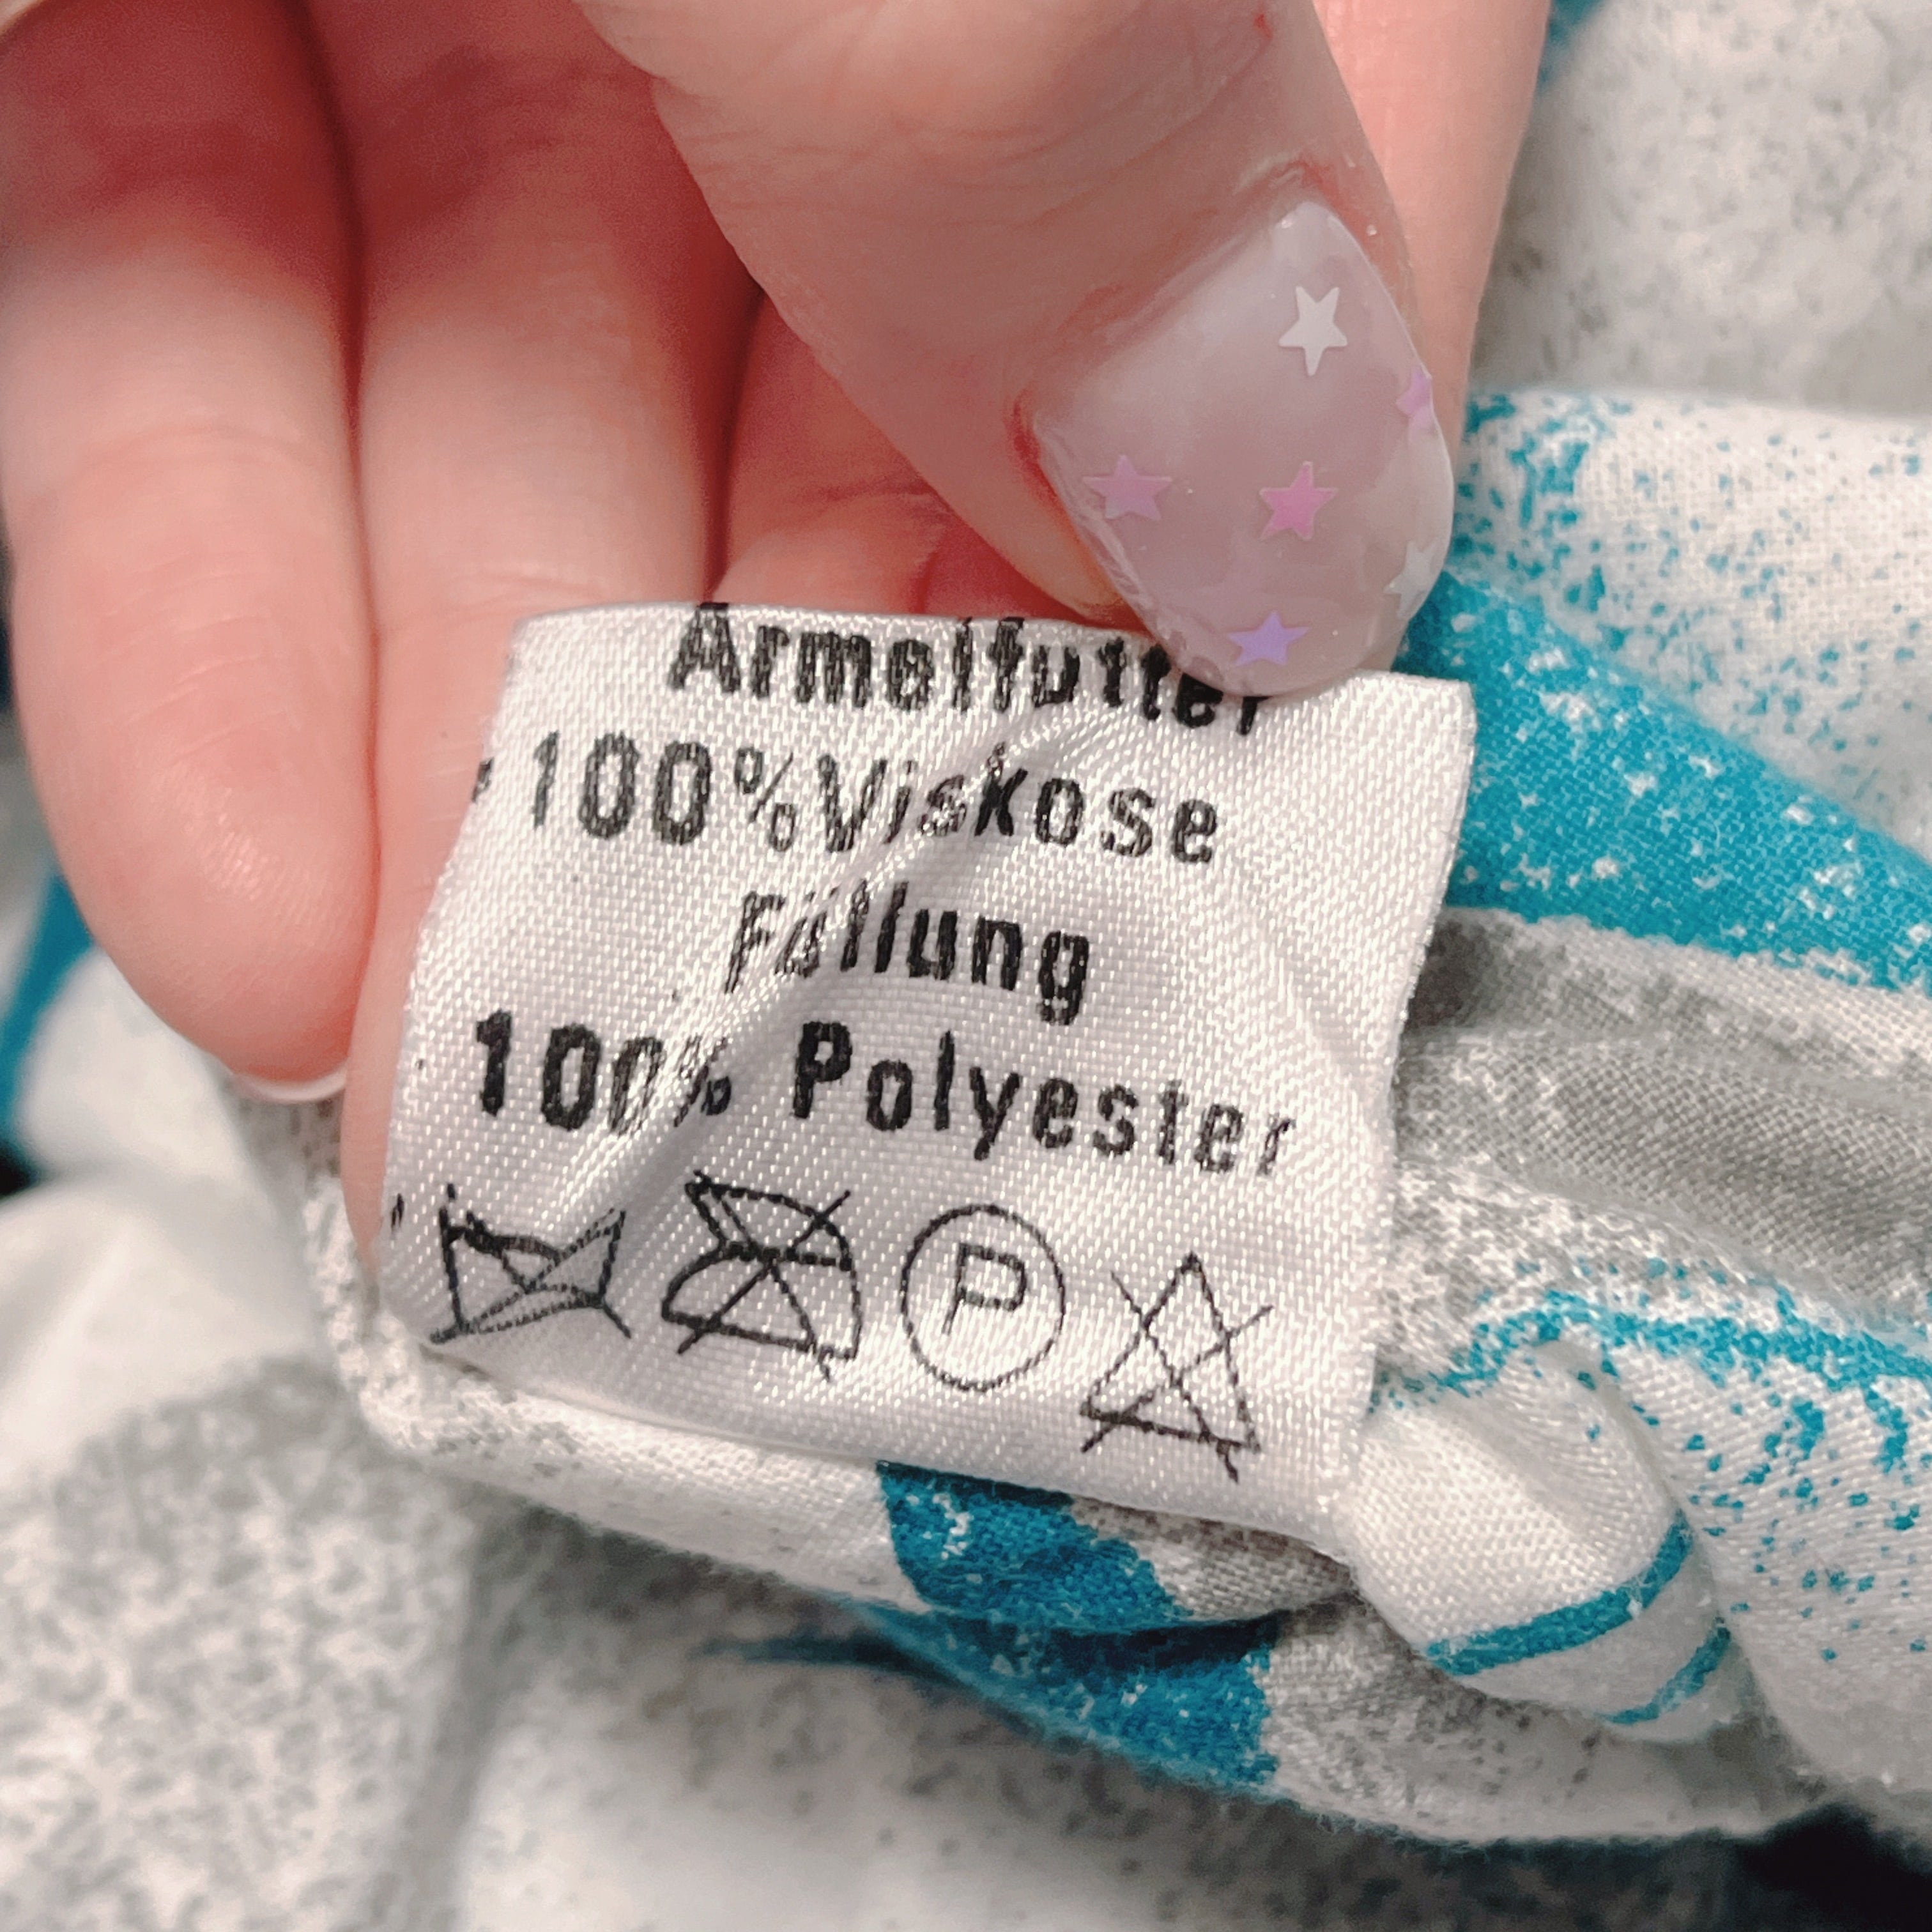 Ärmelfutter
100%Viskose
Füllung
100% Polyester
P